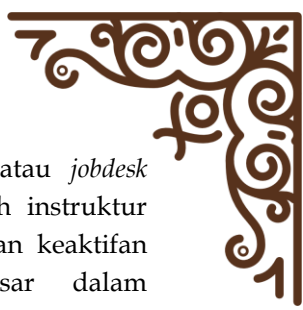 atau jobdesk
h instruktur
an keaktifan
sar dalam